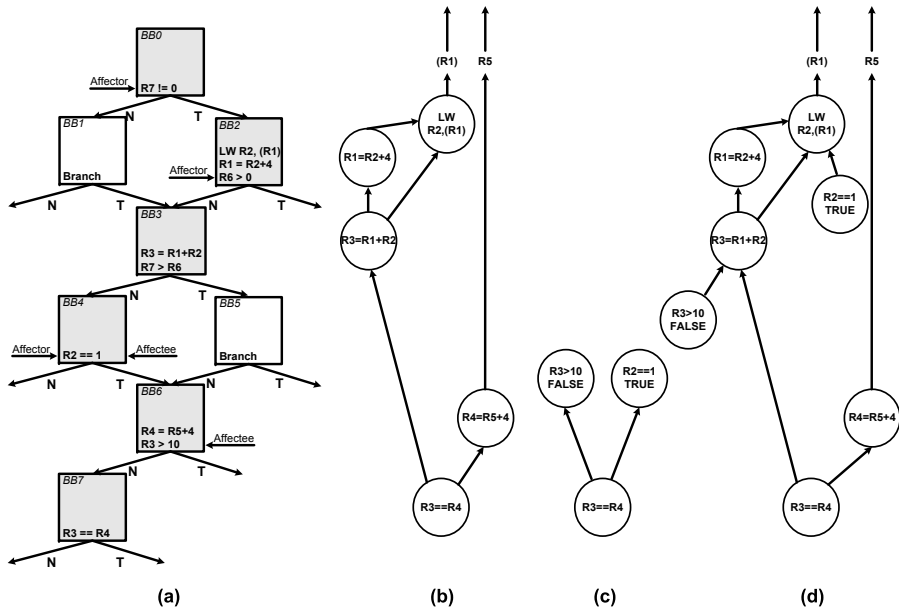 BB0
Affector
R7 != 0
N
T
BB1
Branch
BB2
LW R2, (R1)
R1 = R2+4
Affector
R6 > 0
N
T
N
T
BB3
R3 = R1+R2
R7 > R6
N
T
BB4
Affector
R2 == 1
Affectee
BB5
Branch
N
T
N
T
BB6
R4 = R5+4
R3 > 10
Affectee
N
T
BB7
R3 == R4
N
T
(a)
(R1)
R5
LW
R2,(R1)
R1=R2+4
R3=R1+R2
R4=R5+4
R3==R4
(b)
R3>10
FALSE
R2==1
TRUE
R3==R4
(c)
(R1)
R5
LW
R2,(R1)
R1=R2+4
R2==1
TRUE
R3=R1+R2
R3>10
FALSE
R4=R5+4
R3==R4
(d)